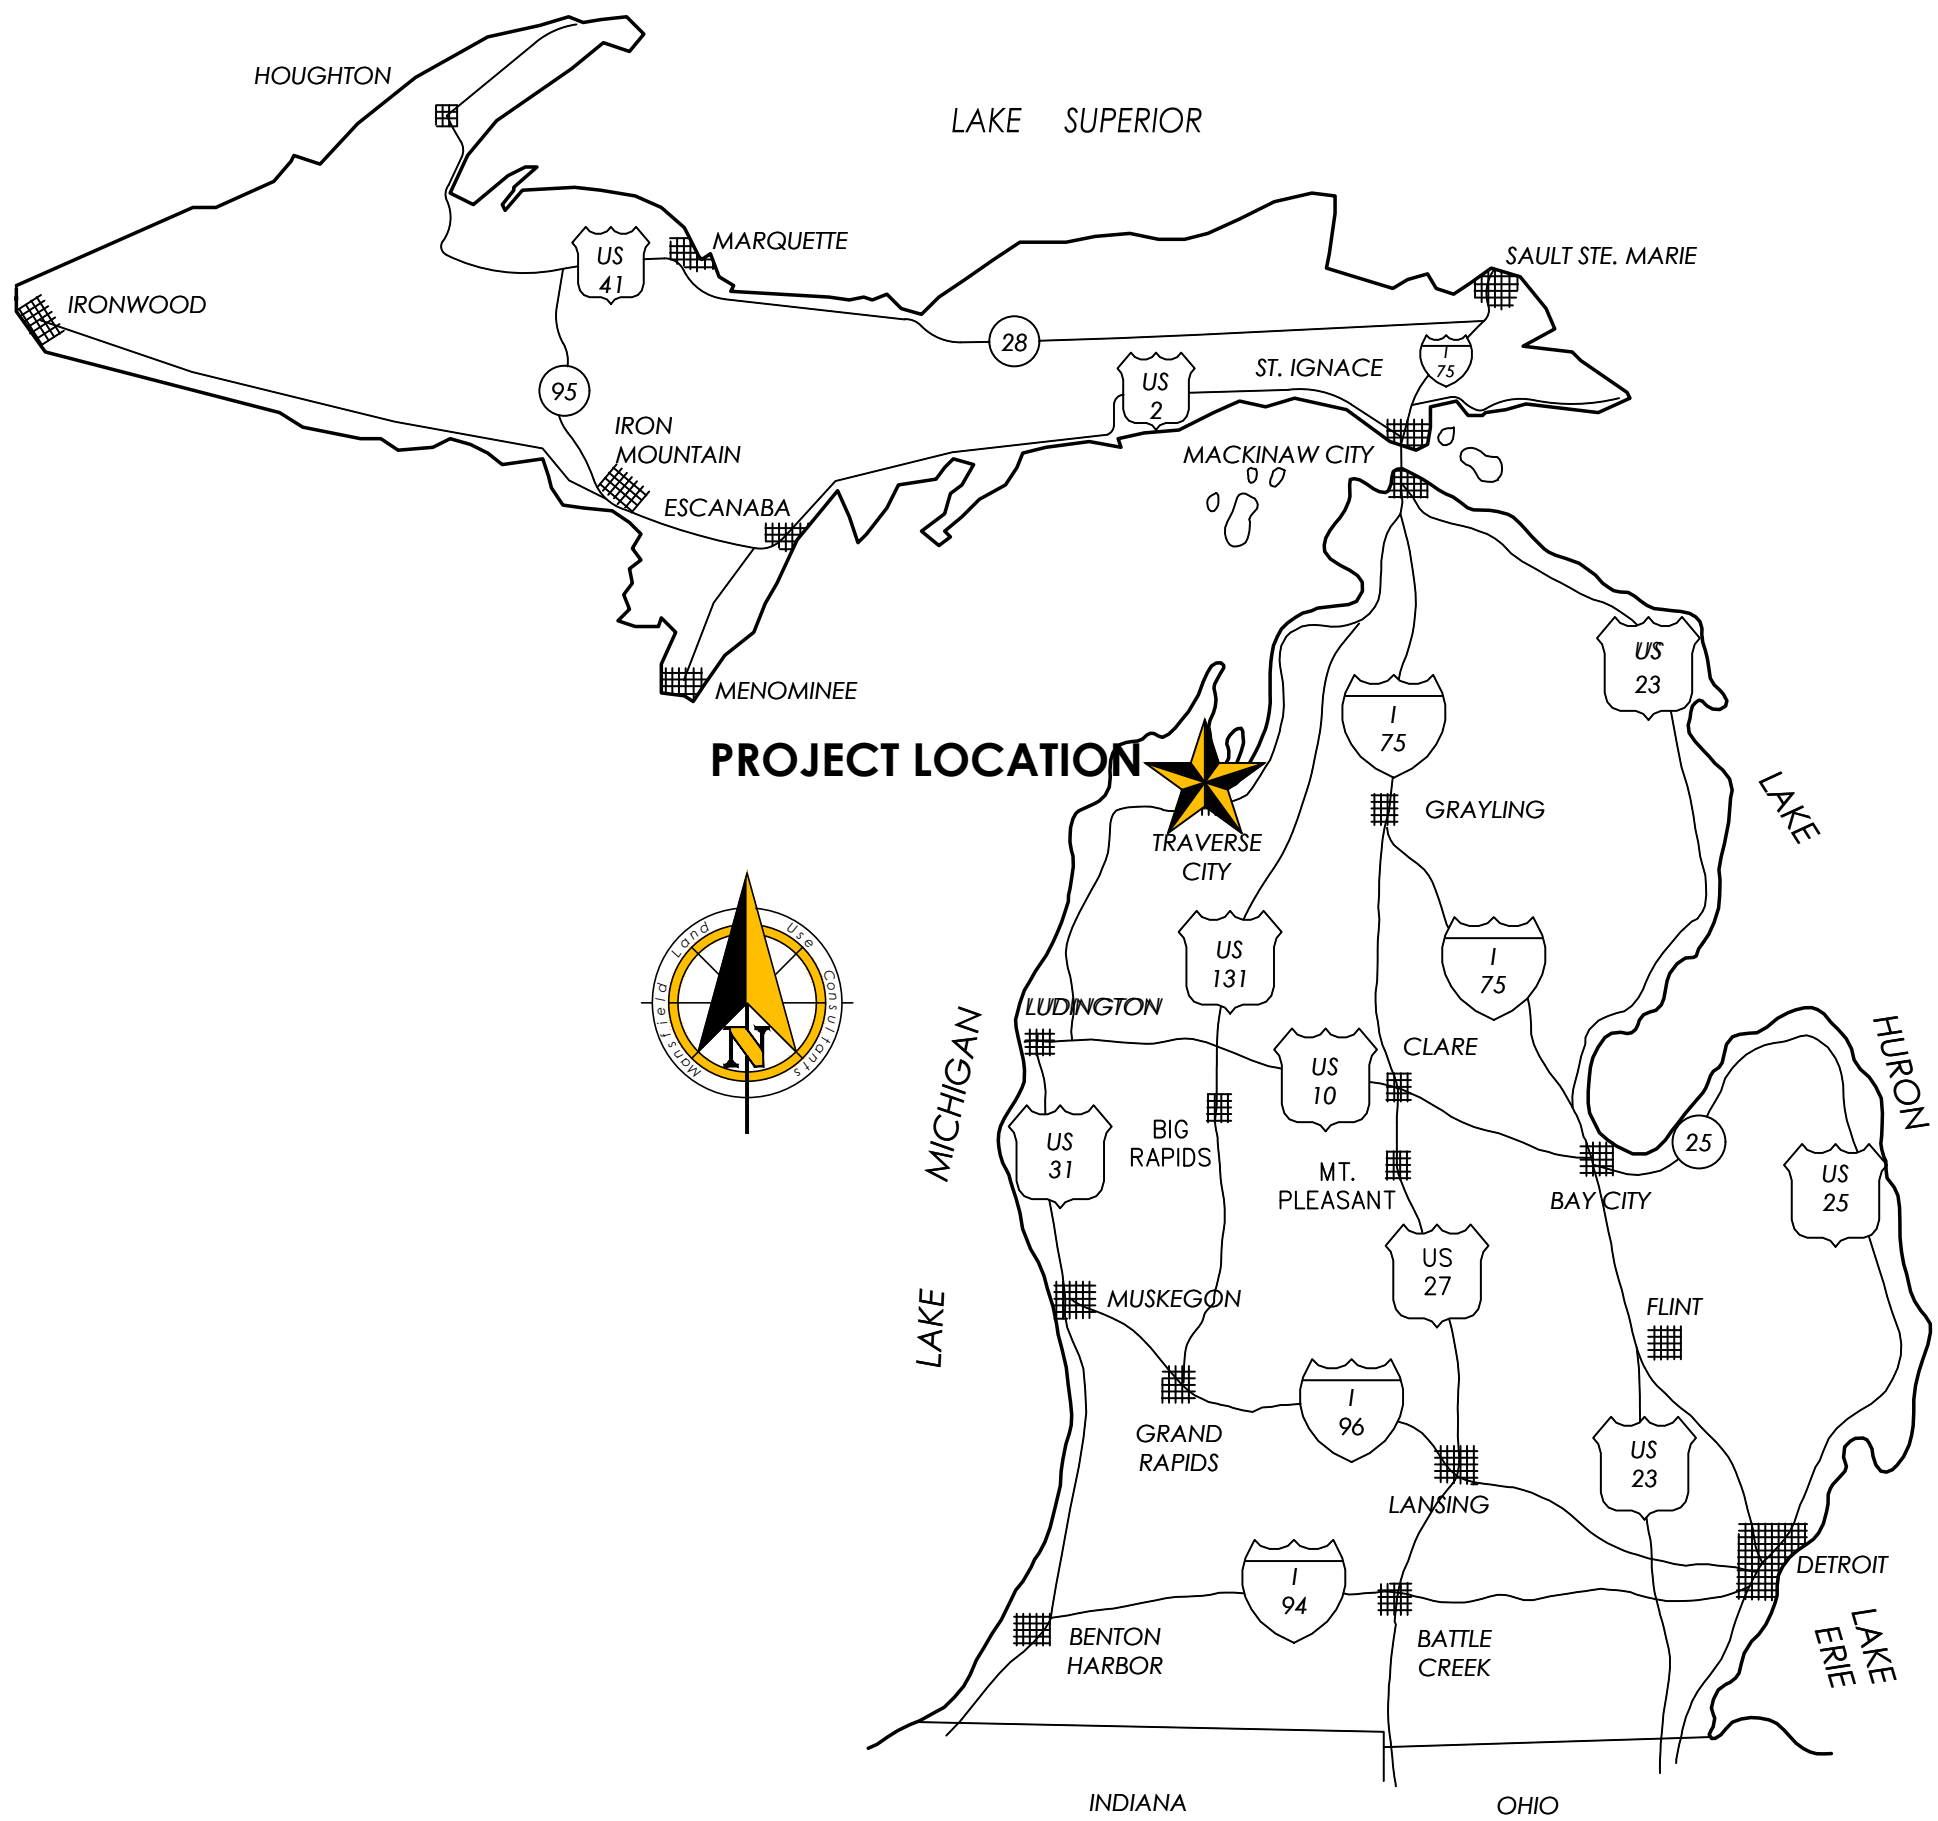 HOUGHTON
LAKE SUPERIOR
MARQUETTE
SAULT STE. MARIE
US
41
IRONWOOD
28
I
75
ST. IGNACE
US
2
95
IRON
MOUNTAIN
MACKINAW CITY
ESCANABA
US
23
MENOMINEE
I
75
PROJECT LOCATION
LAKE
GRAYLING
TRAVERSE
CITY
Mansfield Land Use Consultants
N
US
131
I
75
LUDINGTON
HURON
CLARE
US
10
MICHIGAN
BIG
RAPIDS
US
31
25
MT.
PLEASANT
US
25
BAY CITY
US
27
MUSKEGON
FLINT
LAKE
I
96
GRAND
RAPIDS
US
23
LANSING
DETROIT
I
94
BENTON
HARBOR
BATTLE
CREEK
LAKE
ERIE
INDIANA
OHIO